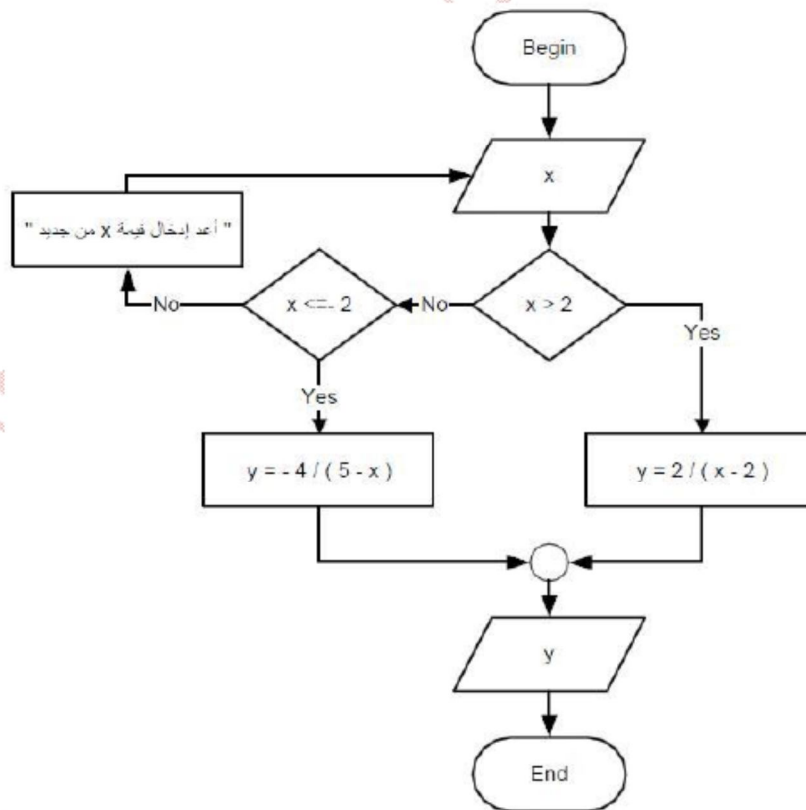 Begin
x
" أعد إدخال قيمة x من جديد "
x <=- 2
x > 2
No
No
Yes
Yes
y = - 4 / ( 5 - x )
y = 2 / ( x - 2 )
y
End